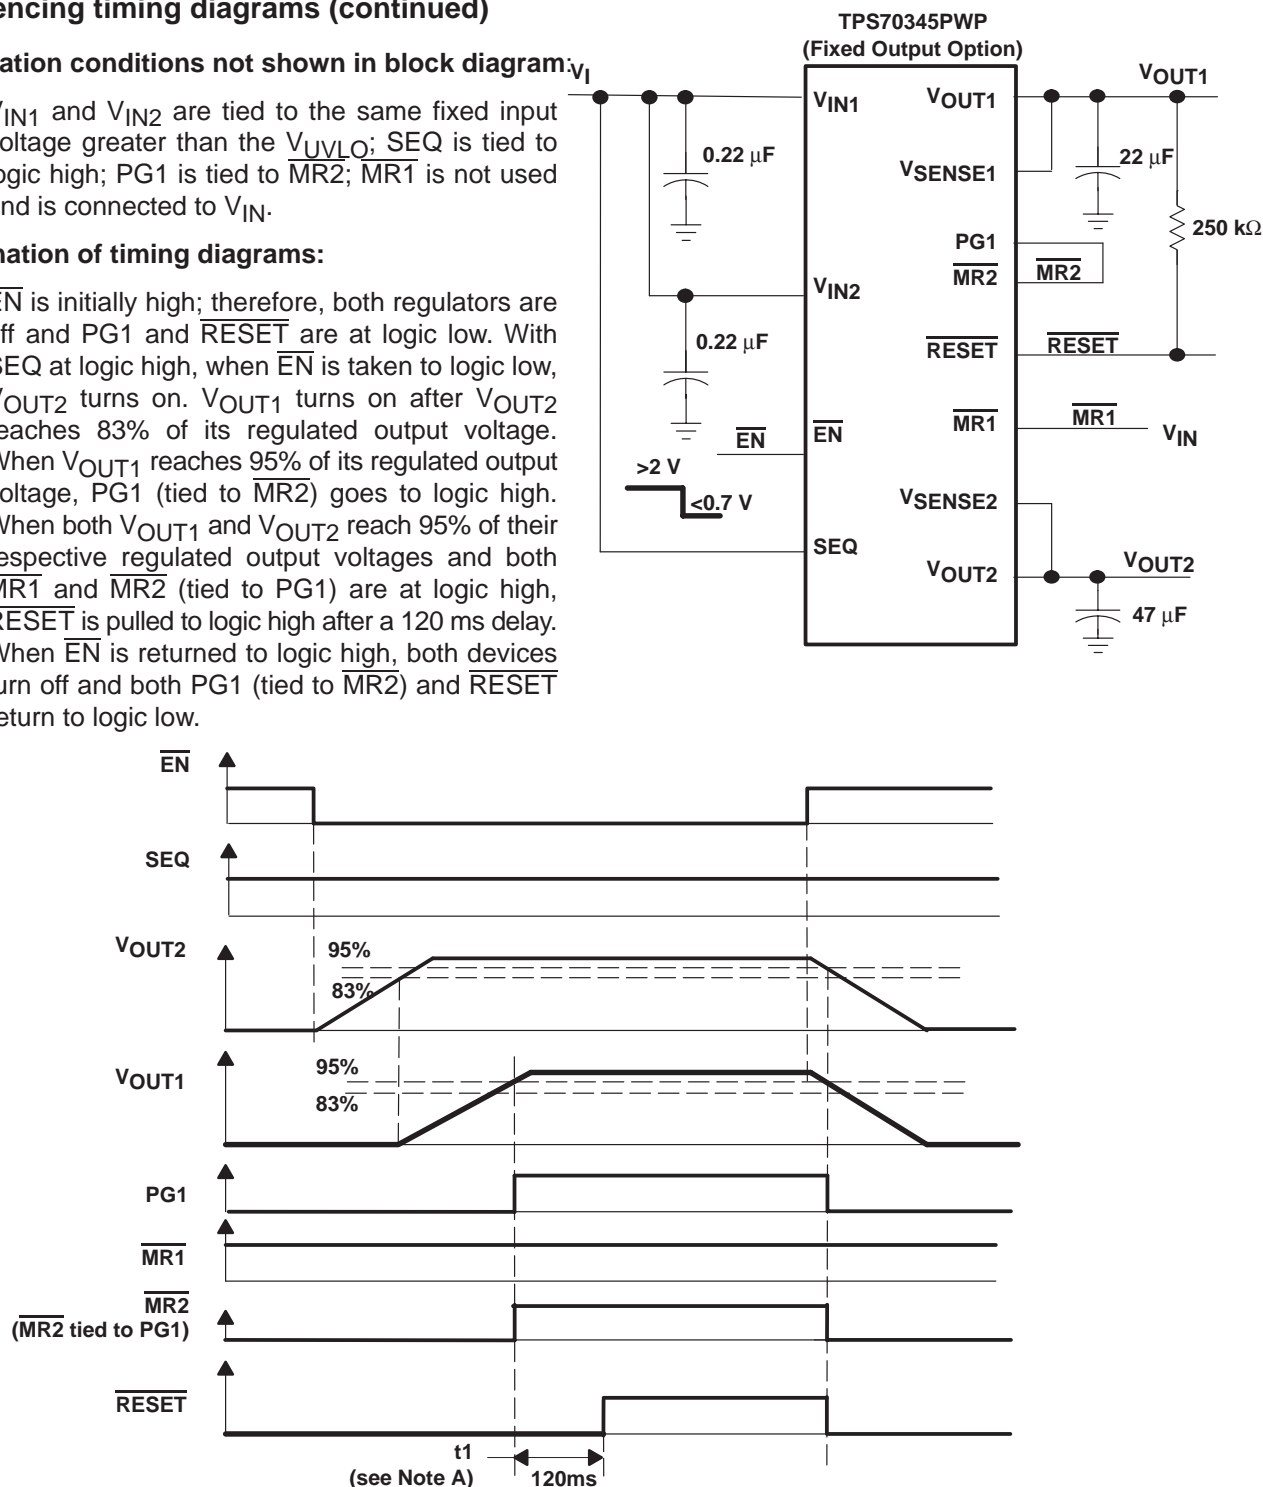 encing timing diagrams (continued)
ation conditions not shown in block diagram:
VIN1 and VIN2 are tied to the same fixed input
oltage greater than the VUVLO; SEQ is tied to
ogic high; PG1 is tied to MR2; MR1 is not used
nd is connected to VIN.
nation of timing diagrams:
EN is initially high; therefore, both regulators are
ff and PG1 and RESET are at logic low. With
SEQ at logic high, when EN is taken to logic low,
VOUT2 turns on. VOUT1 turns on after VOUT2
eaches 83% of its regulated output voltage.
When VOUT1 reaches 95% of its regulated output
oltage, PG1 (tied to MR2) goes to logic high.
When both VOUT1 and VOUT2 reach 95% of their
espective regulated output voltages and both
MR1 and MR2 (tied to PG1) are at logic high,
RESET is pulled to logic high after a 120 ms delay.
When EN is returned to logic high, both devices
urn off and both PG1 (tied to MR2) and RESET
eturn to logic low.
TPS70345PWP
(Fixed Output Option)
VI
VIN1
VOUT1
VOUT1
0.22 μF
VSENSE1
22 μF
250 kΩ
PG1
MR2
MR2
VIN2
0.22 μF
RESET
RESET
EN
EN
MR1
MR1
VIN
>2 V
<0.7 V
VSENSE2
SEQ
VOUT2
VOUT2
47 μF
EN
SEQ
VOUT2
95%
83%
VOUT1
95%
83%
PG1
MR1
MR2
(MR2 tied to PG1)
RESET
t1
(see Note A)
120ms